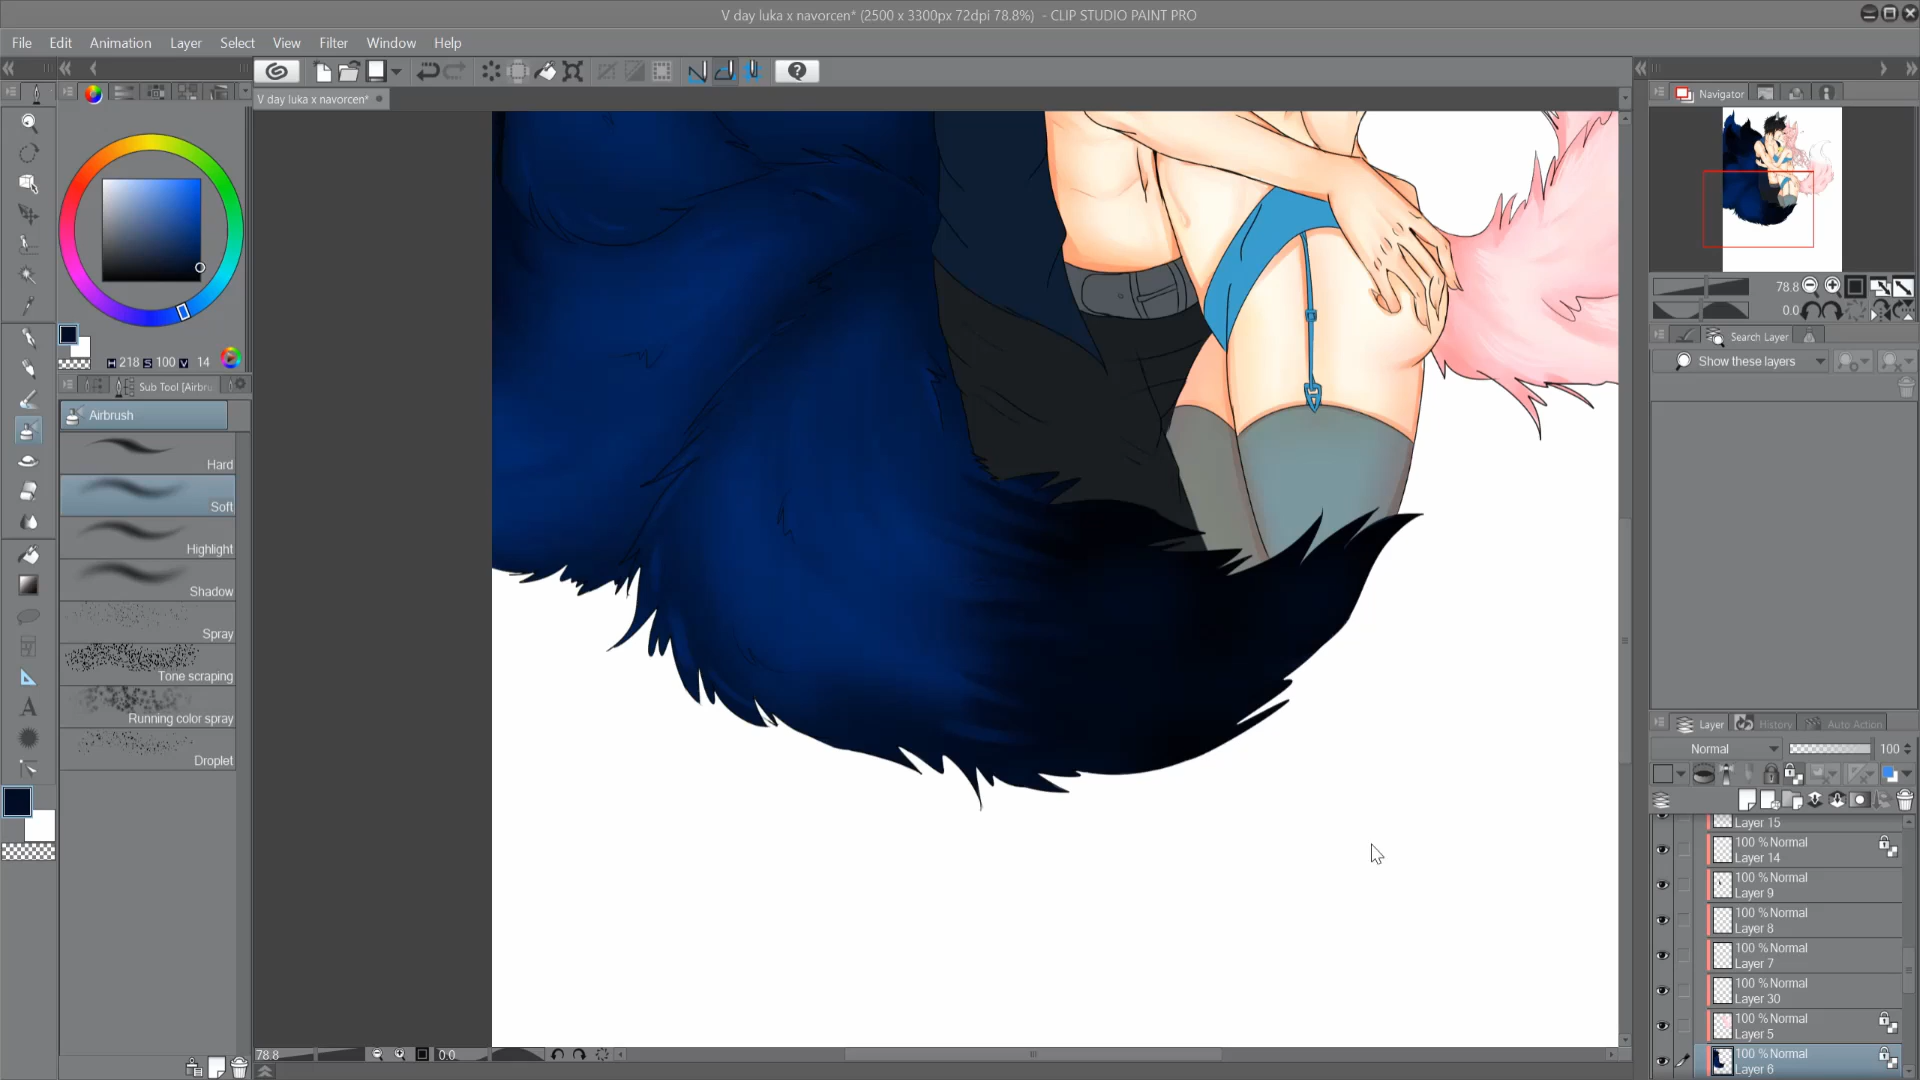 V day luka x navorcen* (2500 x 3300px 72dpi 78.8%) - CLIP STUDIO PAINT PRO
File Edit Animation Layer Select View Filter Window Help
V day luka x navorcen*
Navigator
78.8
0.0
Search Layer
Show these layers
H 218 S 100 V 14
Sub Tool [Airbru
Airbrush
Hard
Soft
Highlight
Shadow
Spray
Tone scraping
Running color spray
Droplet
A
Layer History Auto Action
Normal 100
Layer 15
100 % Normal
Layer 14
100 % Normal
Layer 9
100 % Normal
Layer 8
100 % Normal
Layer 7
100 % Normal
Layer 30
100 % Normal
Layer 5
100 % Normal
Layer 6
78.8 0.0